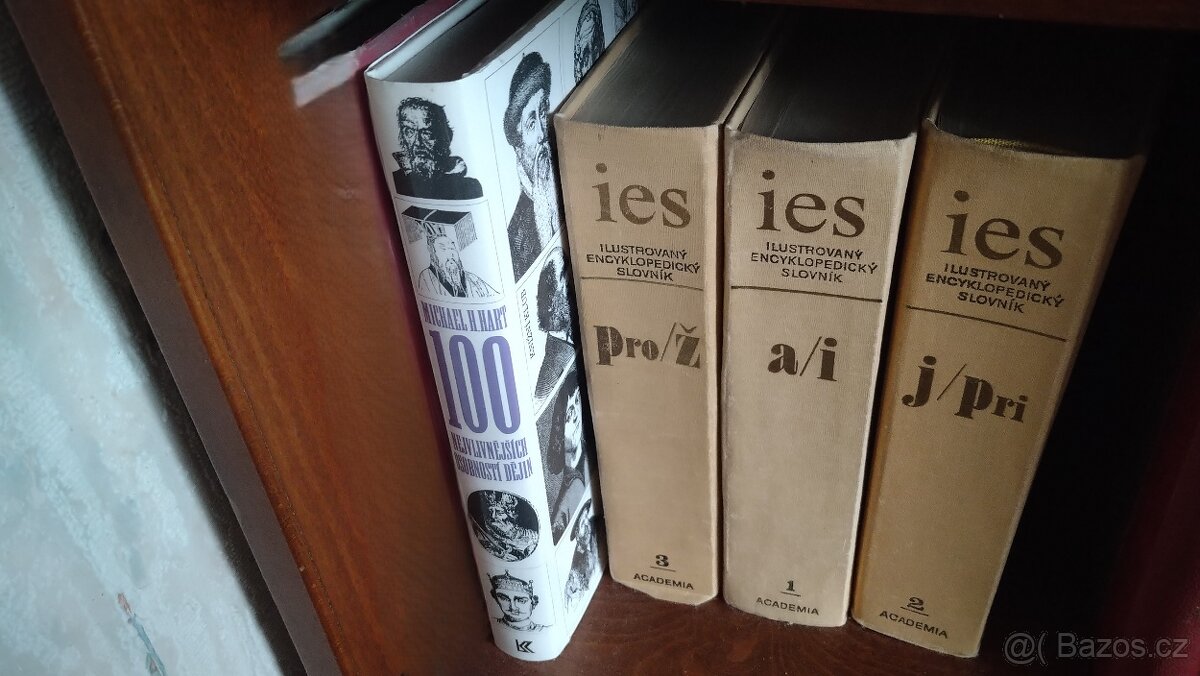 MICHAEL H. HART
100
NEJVLIVNĚJŠÍCH
OSOBNOSTÍ DĚJIN
ies
ILUSTROVANÝ
ENCYKLOPEDICKÝ
SLOVNÍK
pro/ž
3
ACADEMIA
ies
ILUSTROVANÝ
ENCYKLOPEDICKÝ
SLOVNÍK
a/i
1
ACADEMIA
ies
ILUSTROVANÝ
ENCYKLOPEDICKÝ
SLOVNÍK
j/pri
2
ACADEMIA
@( Bazos.cz